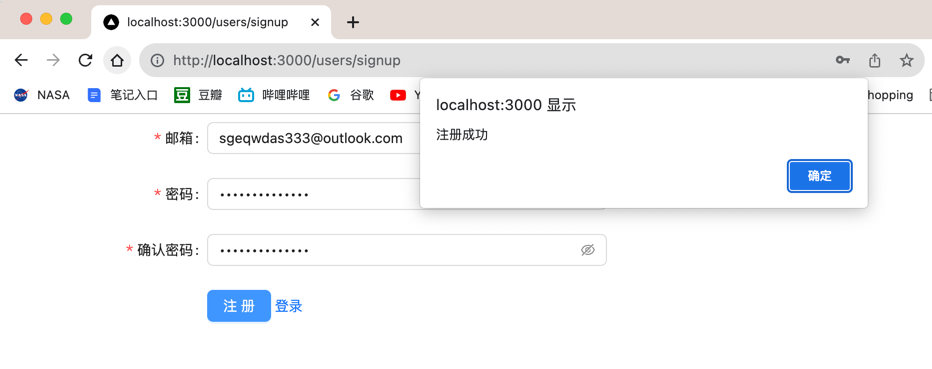 localhost:3000/users/signup
http://localhost:3000/users/signup
NASA 笔记入口 豆瓣 哔哩哔哩 谷歌 hopping
localhost:3000 显示
注册成功
确定
* 邮箱: sgeqwdas333@outlook.com
* 密码: ••••••••••••••
* 确认密码: ••••••••••••••
注 册 登录